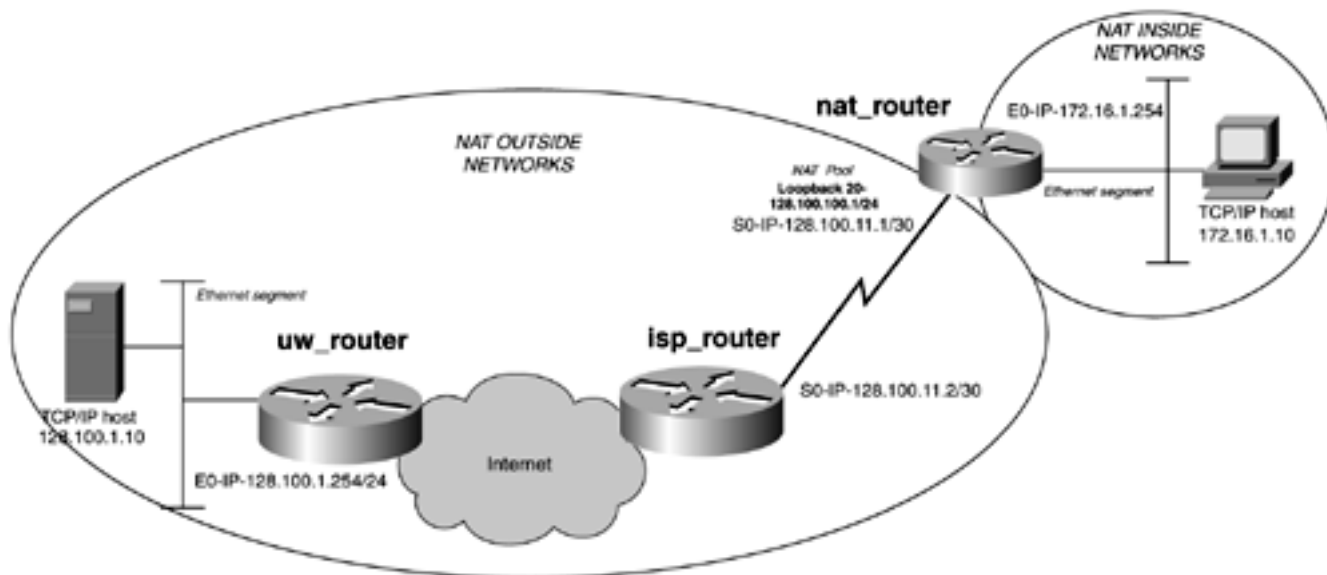 NAT INSIDE
NETWORKS
nat_router
E0-IP-172.16.1.254
NAT OUTSIDE
NETWORKS
NAT Pool
Loopback 20-
128.100.100.1/24
S0-IP-128.100.11.1/30
Ethernet segment
TCP/IP host
172.16.1.10
Ethernet segment
uw_router
isp_router
S0-IP-128.100.11.2/30
TCP/IP host
128.100.1.10
Internet
E0-IP-128.100.1.254/24